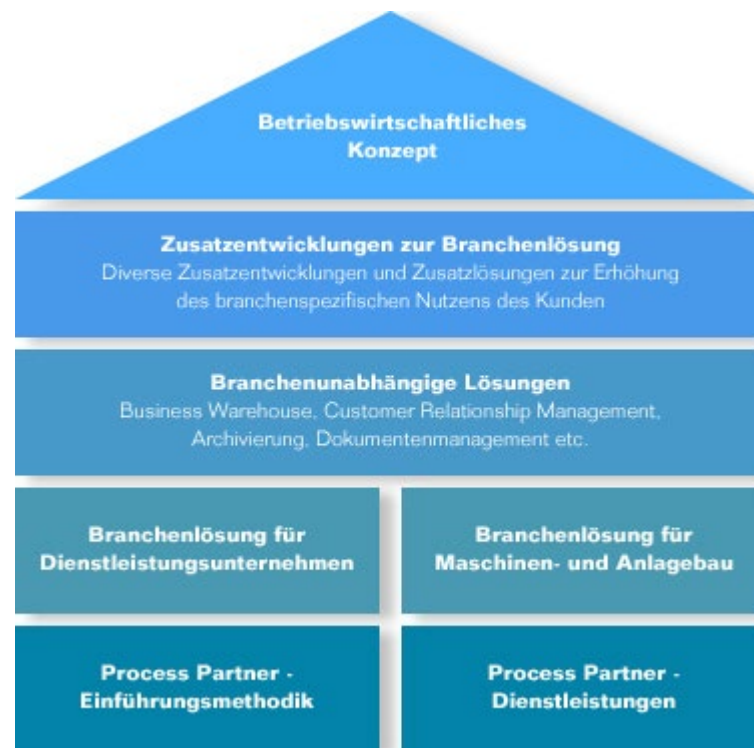 Betriebswirtschaftliches
Konzept
Zusatzentwicklungen zur Branchenlösung
Diverse Zusatzentwicklungen und Zusatzlösungen zur Erhöhung
des branchenspezifischen Nutzens des Kunden
Branchenunabhängige Lösungen
Business Warehouse, Customer Relationship Management,
Archivierung, Dokumentenmanagement etc.
Branchenlösung für
Dienstleistungsunternehmen
Branchenlösung für
Maschinen- und Anlagebau
Process Partner -
Einführungsmethodik
Process Partner -
Dienstleistungen